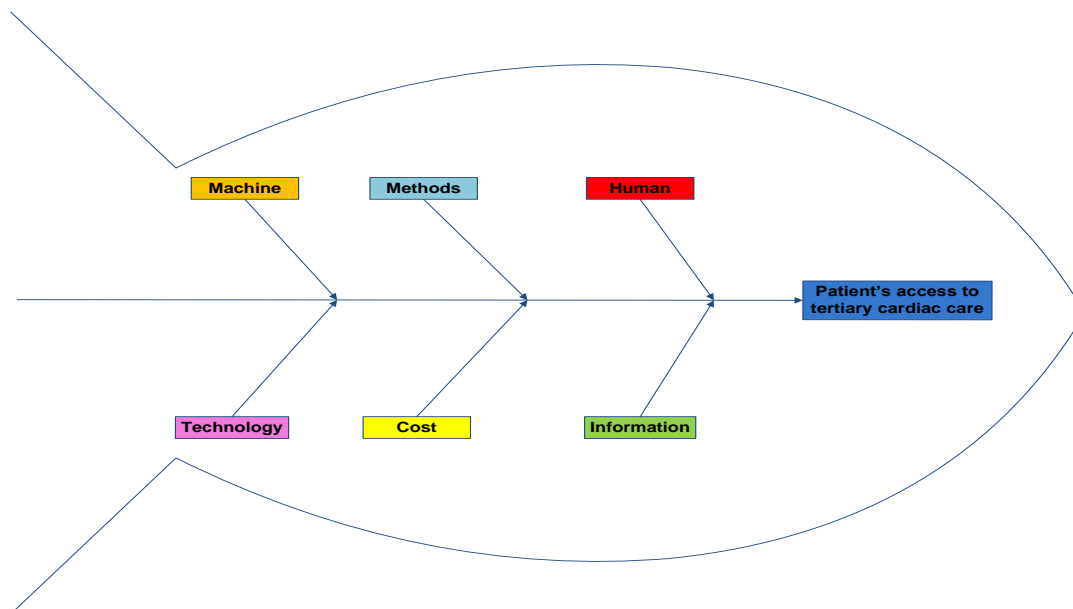 Machine
Methods
Human
Patient's access to
tertiary cardiac care
Technology
Cost
Information